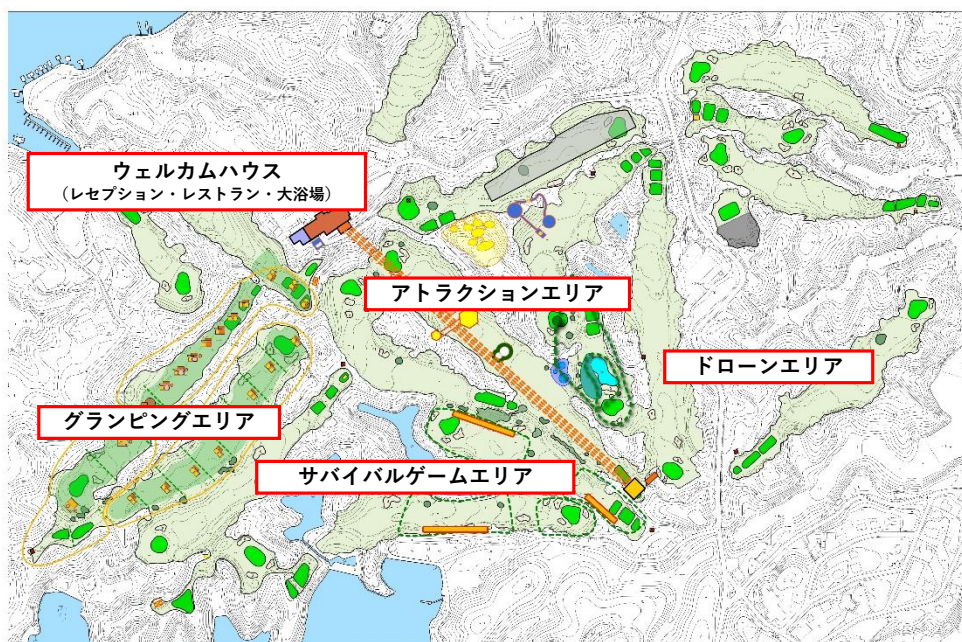 ウェルカムハウス
（レセプション・レストラン・大浴場）
アトラクションエリア
ドローンエリア
グランピングエリア
サバイバルゲームエリア